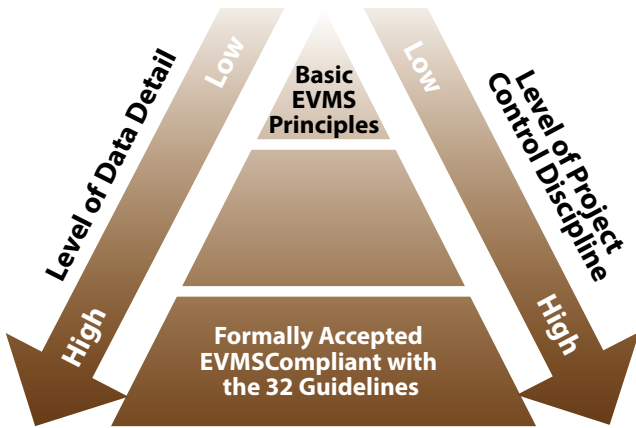 Level of Data Detail
Low
High
Basic
EVMS
Principles
Formally Accepted
EVMSCompliant with
the 32 Guidelines
Low
High
Level of Project
Control Discipline